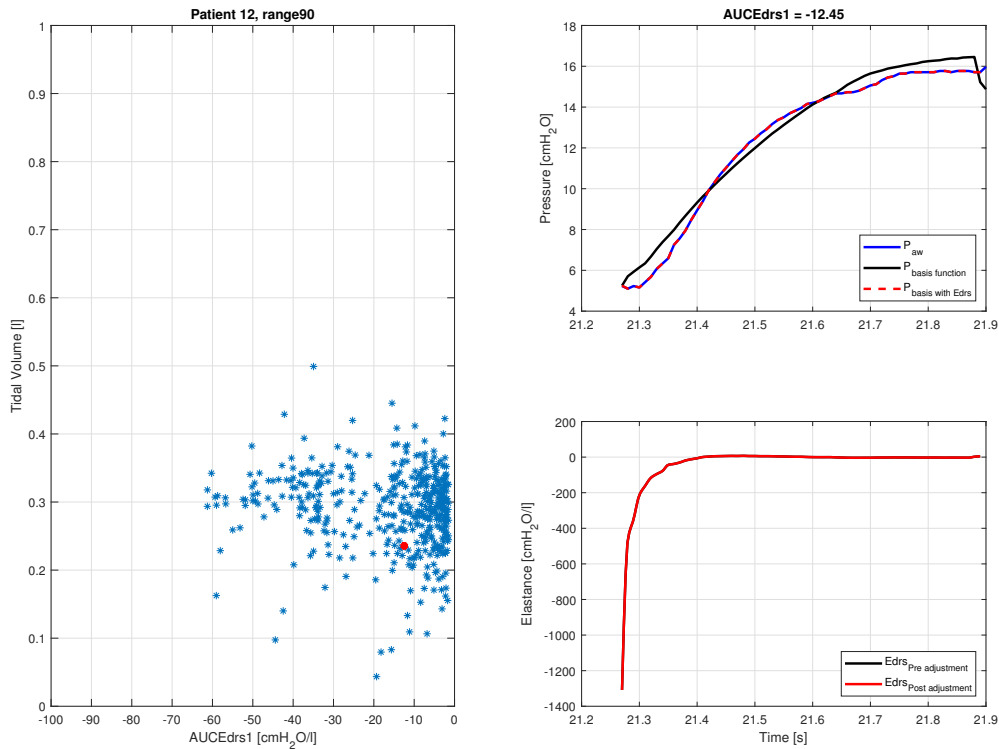 Patient 12, range90
1
0.9
0.8
0.7
0.6
0.5
0.4
0.3
0.2
0.1
0
Tidal Volume [l]
-100 -90 -80 -70 -60 -50 -40 -30 -20 -10 0
AUCEdrs1 [cmH2O/l]
AUCEdrs1 = -12.45
18
16
14
12
10
8
6
4
Pressure [cmH2O]
21.2 21.3 21.4 21.5 21.6 21.7 21.8 21.9
Paw
Pbasis function
Pbasis with Edrs
200
0
-200
-400
-600
-800
-1000
-1200
-1400
Elastance [cmH2O/l]
21.2 21.3 21.4 21.5 21.6 21.7 21.8 21.9
Time [s]
EdrsPre adjustment
EdrsPost adjustment